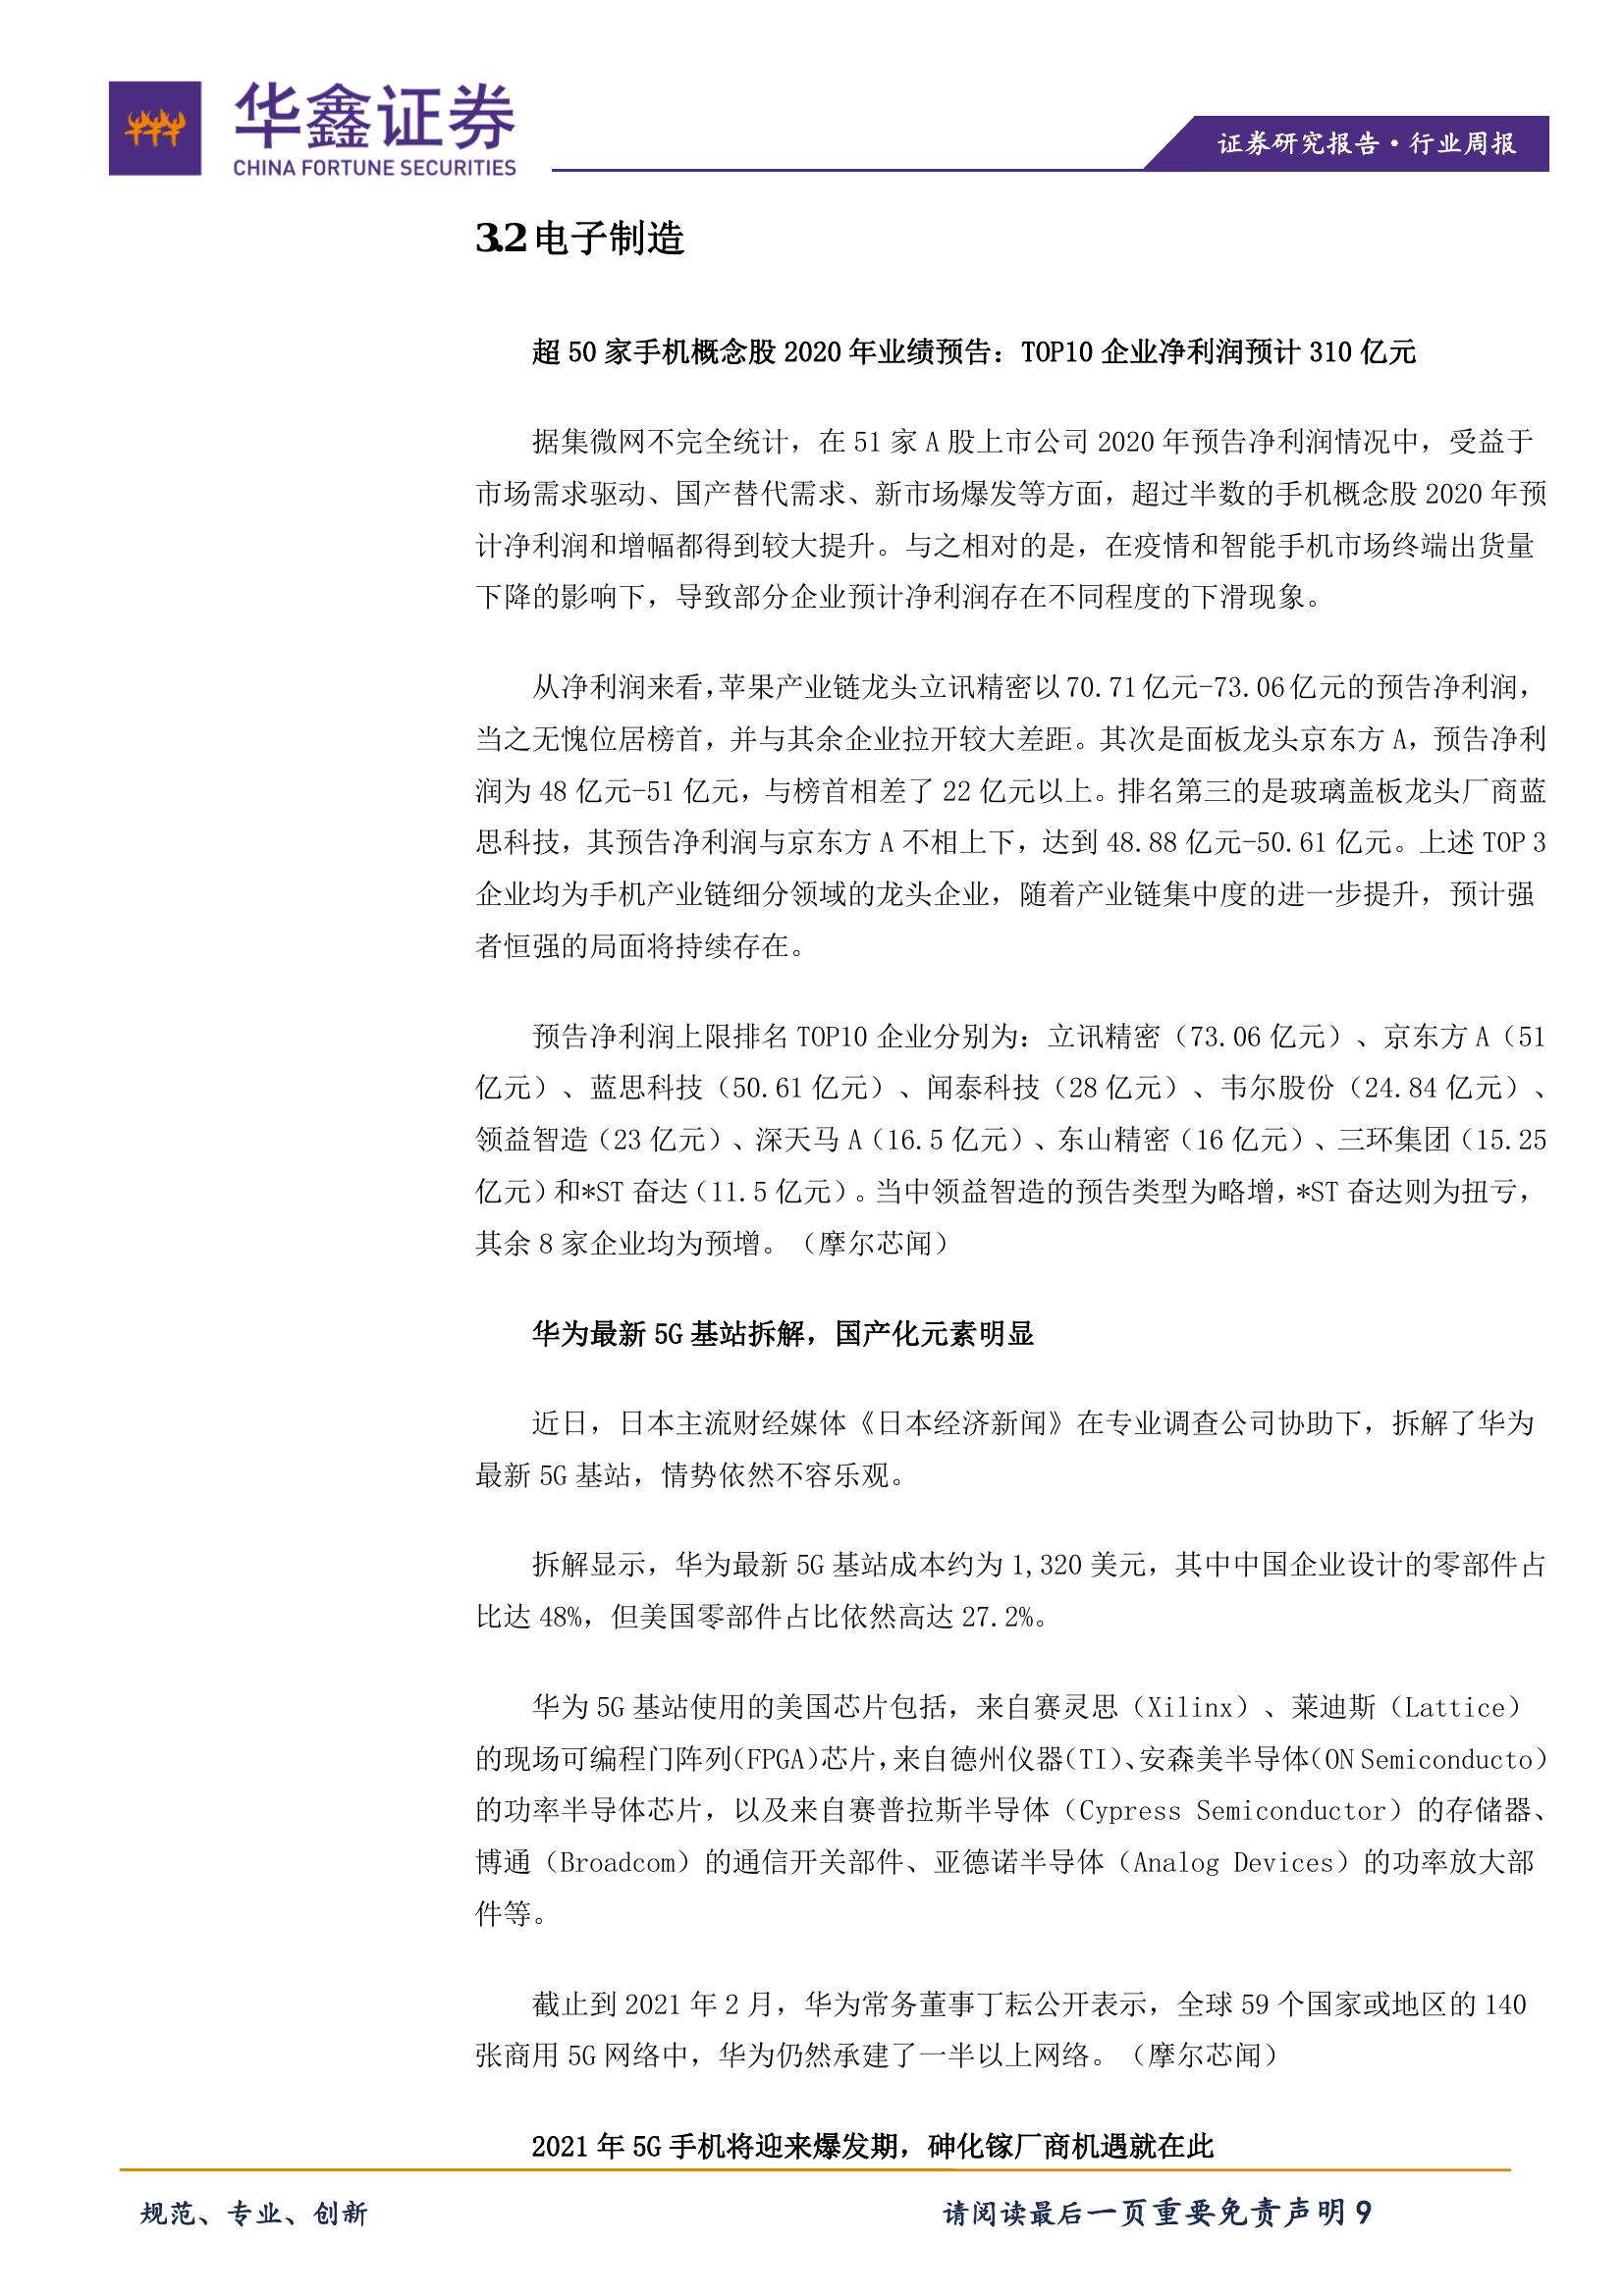 华鑫证券
CHINA FORTUNE SECURITIES
证券研究报告·行业周报
3.2 电子制造
超 50 家手机概念股 2020 年业绩预告：TOP10 企业净利润预计 310 亿元
据集微网不完全统计，在 51 家 A 股上市公司 2020 年预告净利润情况中，受益于
市场需求驱动、国产替代需求、新市场爆发等方面，超过半数的手机概念股 2020 年预
计净利润和增幅都得到较大提升。与之相对的是，在疫情和智能手机市场终端出货量
下降的影响下，导致部分企业预计净利润存在不同程度的下滑现象。
从净利润来看，苹果产业链龙头立讯精密以 70.71 亿元-73.06 亿元的预告净利润，
当之无愧位居榜首，并与其余企业拉开较大差距。其次是面板龙头京东方 A，预告净利
润为 48 亿元-51 亿元，与榜首相差了 22 亿元以上。排名第三的是玻璃盖板龙头厂商蓝
思科技，其预告净利润与京东方 A 不相上下，达到 48.88 亿元-50.61 亿元。上述 TOP 3
企业均为手机产业链细分领域的龙头企业，随着产业链集中度的进一步提升，预计强
者恒强的局面将持续存在。
预告净利润上限排名 TOP10 企业分别为：立讯精密（73.06 亿元）、京东方 A（51
亿元）、蓝思科技（50.61 亿元）、闻泰科技（28 亿元）、韦尔股份（24.84 亿元）、
领益智造（23 亿元）、深天马 A（16.5 亿元）、东山精密（16 亿元）、三环集团（15.25
亿元）和*ST 奋达（11.5 亿元）。当中领益智造的预告类型为略增，*ST 奋达则为扭亏，
其余 8 家企业均为预增。（摩尔芯闻）
华为最新 5G 基站拆解，国产化元素明显
近日，日本主流财经媒体《日本经济新闻》在专业调查公司协助下，拆解了华为
最新 5G 基站，情势依然不容乐观。
拆解显示，华为最新 5G 基站成本约为 1,320 美元，其中中国企业设计的零部件占
比达 48%，但美国零部件占比依然高达 27.2%。
华为 5G 基站使用的美国芯片包括，来自赛灵思（Xilinx）、莱迪斯（Lattice）
的现场可编程门阵列（FPGA）芯片，来自德州仪器（TI）、安森美半导体（ON Semiconducto）
的功率半导体芯片，以及来自赛普拉斯半导体（Cypress Semiconductor）的存储器、
博通（Broadcom）的通信开关部件、亚德诺半导体（Analog Devices）的功率放大部
件等。
截止到 2021 年 2 月，华为常务董事丁耘公开表示，全球 59 个国家或地区的 140
张商用 5G 网络中，华为仍然承建了一半以上网络。（摩尔芯闻）
2021 年 5G 手机将迎来爆发期，砷化镓厂商机遇就在此
规范、专业、创新
请阅读最后一页重要免责声明 9